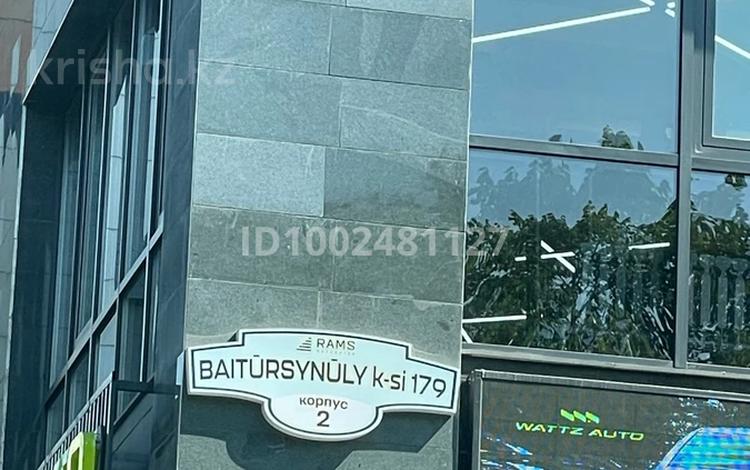 krisha.kz
ID1002481127
RAMS
BAITŪRSYNŪLY k-si 179
корпус
2
WATTZ AUTO